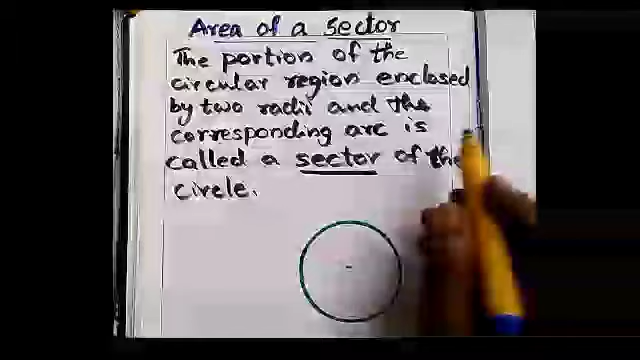 Area of a sector
The portion of the
circular region enclosed
by two radii and the
corresponding arc is
called a sector of the
circle.